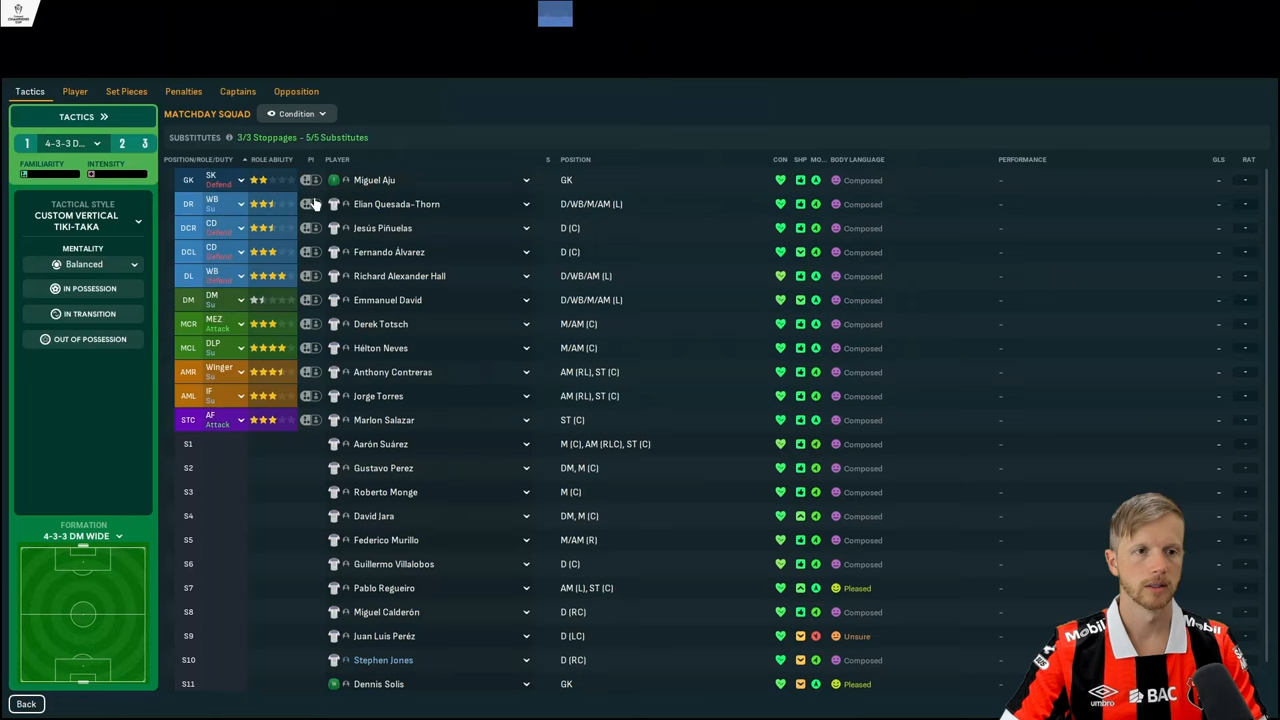 CHAMPIONS CUP
Tactics Player Set Pieces Penalties Captains Opposition
TACTICS
MATCHDAY SQUAD Condition
1 4-3-3 D... 2 3
SUBSTITUTES 3/3 Stoppages - 5/5 Substitutes
FAMILIARITY INTENSITY
POSITION/ROLE/DUTY ROLE ABILITY PI PLAYER S POSITION CON SHP MO... BODY LANGUAGE PERFORMANCE GLS RAT
GK SK Defend Miguel Aju GK Composed - - -
DR WB Su Elian Quesada-Thorn D/WB/M/AM (L) Composed - - -
DCR CD Defend Jesús Piñuelas D (C) Composed - - -
DCL CD Defend Fernando Álvarez D (C) Composed - - -
DL WB Defend Richard Alexander Hall D/WB/AM (L) Composed - - -
DM DM Su Emmanuel David D/WB/M/AM (L) Composed - - -
MCR MEZ Attack Derek Totsch M/AM (C) Composed - - -
MCL DLP Su Hélton Neves M/AM (C) Composed - - -
AMR Winger Su Anthony Contreras AM (RL), ST (C) Composed - - -
AML IF Su Jorge Torres AM (RL), ST (C) Composed - - -
STC AF Attack Marlon Salazar ST (C) Composed - - -
S1 Aarón Suárez M (C), AM (RLC), ST (C) Composed - - -
S2 Gustavo Perez DM, M (C) Composed - - -
S3 Roberto Monge M (C) Composed - - -
S4 David Jara DM, M (C) Composed - - -
S5 Federico Murillo M/AM (R) Composed - - -
S6 Guillermo Villalobos D (C) Composed - - -
S7 Pablo Regueiro AM (L), ST (C) Pleased - - -
S8 Miguel Calderón D (RC) Composed - - -
S9 Juan Luis Peréz D (LC) Unsure - - -
S10 Stephen Jones D (RC) Composed - - -
S11 Dennis Solis GK Pleased - - -
TACTICAL STYLE
CUSTOM VERTICAL
TIKI-TAKA
MENTALITY
Balanced
IN POSSESSION
IN TRANSITION
OUT OF POSSESSION
FORMATION
4-3-3 DM WIDE
Back
Mobil
umbro
BAC